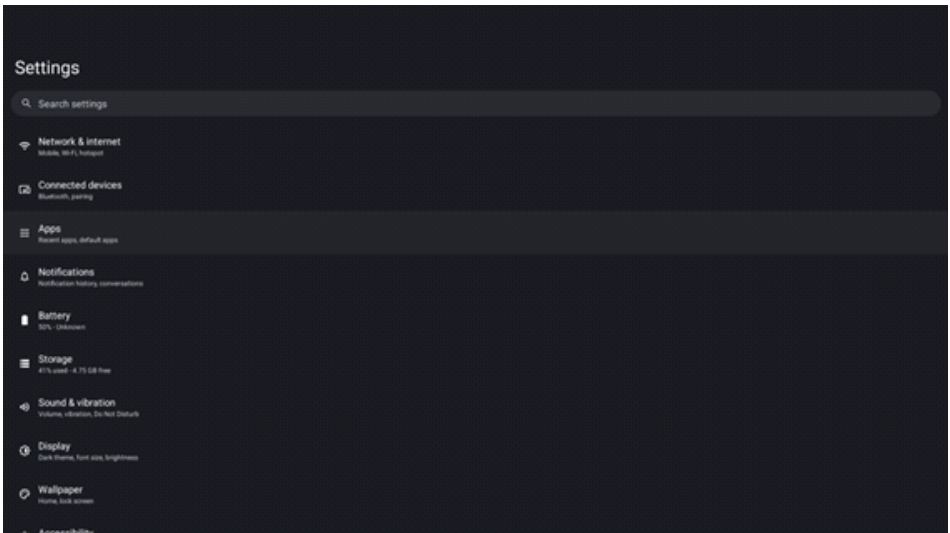 Settings
Search settings
Network & internet
Mobile, Wi-Fi, hotspot
Connected devices
Bluetooth, pairing
Apps
Recent apps, default apps
Notifications
Notification history, conversations
Battery
50% - Unknown
Storage
41% used - 4.75 GB free
Sound & vibration
Volume, vibration, Do Not Disturb
Display
Dark theme, font size, brightness
Wallpaper
Home, lock screen
Accessibility